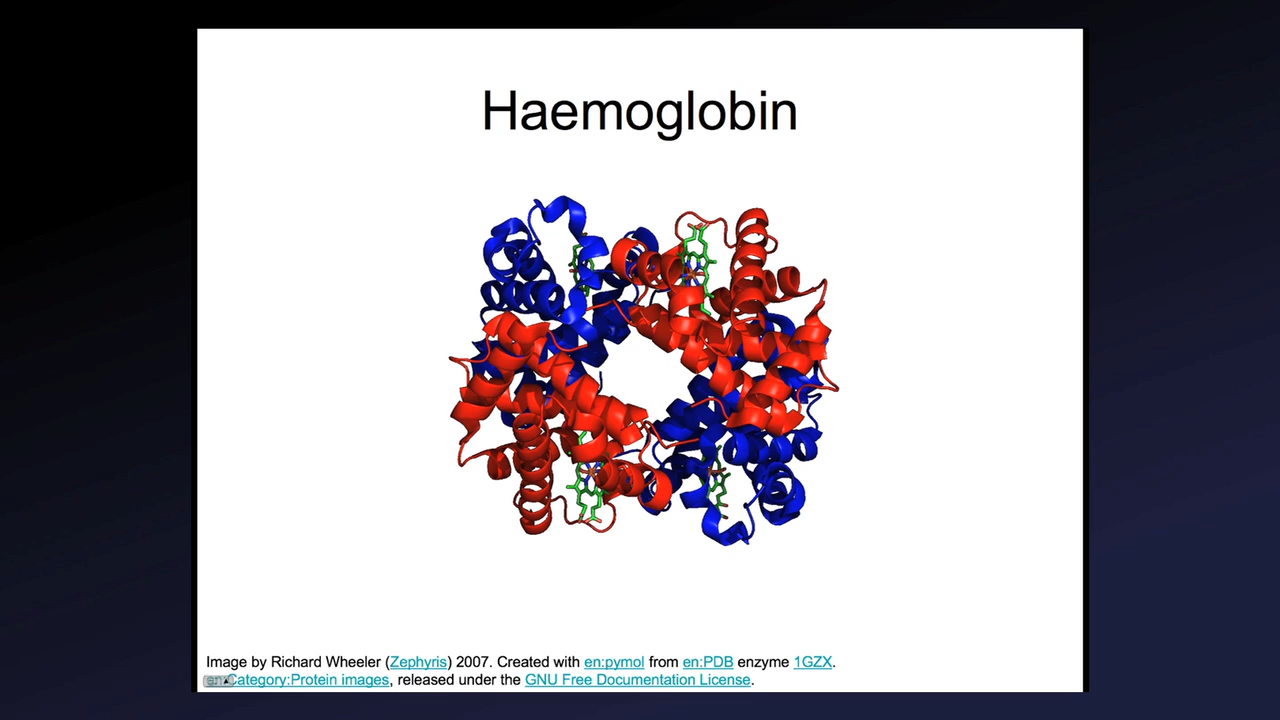 Haemoglobin
Image by Richard Wheeler (Zephyris) 2007. Created with en:pymol from en:PDB enzyme 1GZX.
en:Category:Protein images, released under the GNU Free Documentation License.